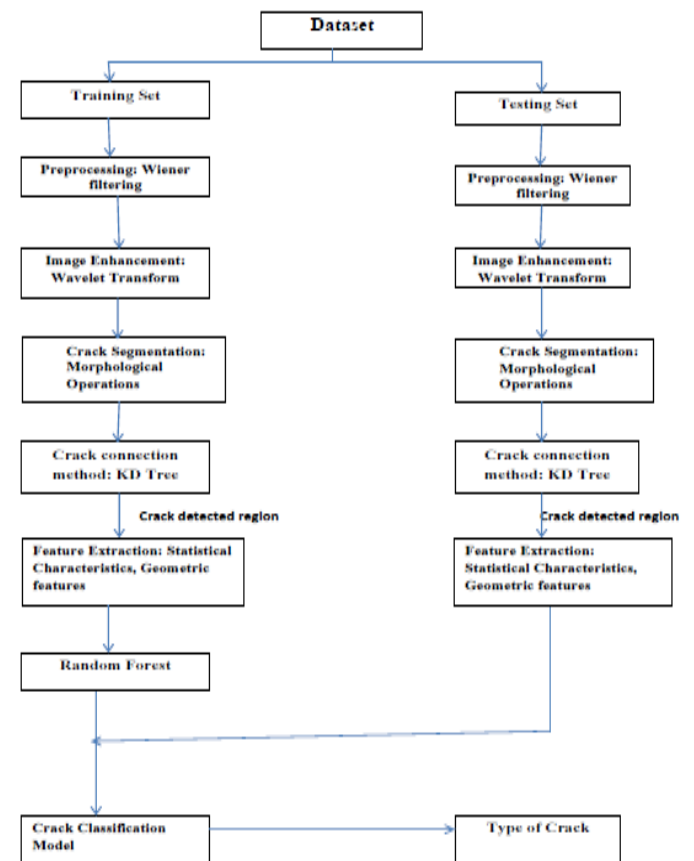 Dataset
Training Set
Testing Set
Preprocessing: Wiener
filtering
Preprocessing: Wiener
filtering
Image Enhancement:
Wavelet Transform
Image Enhancement:
Wavelet Transform
Crack Segmentation:
Morphological
Operations
Crack Segmentation:
Morphological
Operations
Crack connection
method: KD Tree
Crack connection
method: KD Tree
Crack detected region
Crack detected region
Feature Extraction: Statistical
Characteristics, Geometric
features
Feature Extraction:
Statistical Characteristics,
Geometric features
Random Forest
Crack Classification
Model
Type of Crack